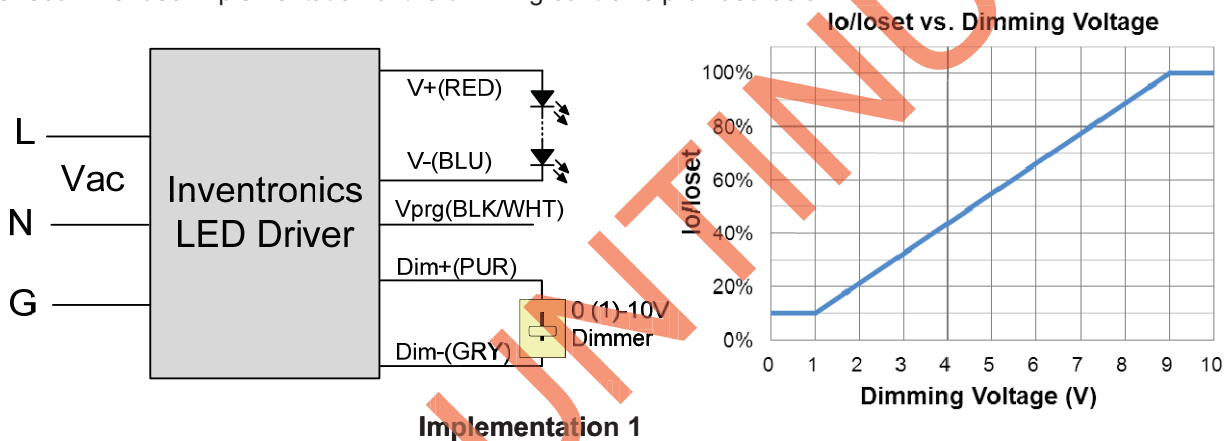 Io/Ioset vs. Dimming Voltage
L
Vac
N
G
Inventronics
LED Driver
V+(RED)
V-(BLU)
Vprg(BLK/WHT)
Dim+(PUR)
Dim-(GRY)
0 (1)-10V
Dimmer
Implementation 1
Io/Ioset
100%
80%
60%
40%
20%
0%
0 1 2 3 4 5 6 7 8 9 10
Dimming Voltage (V)